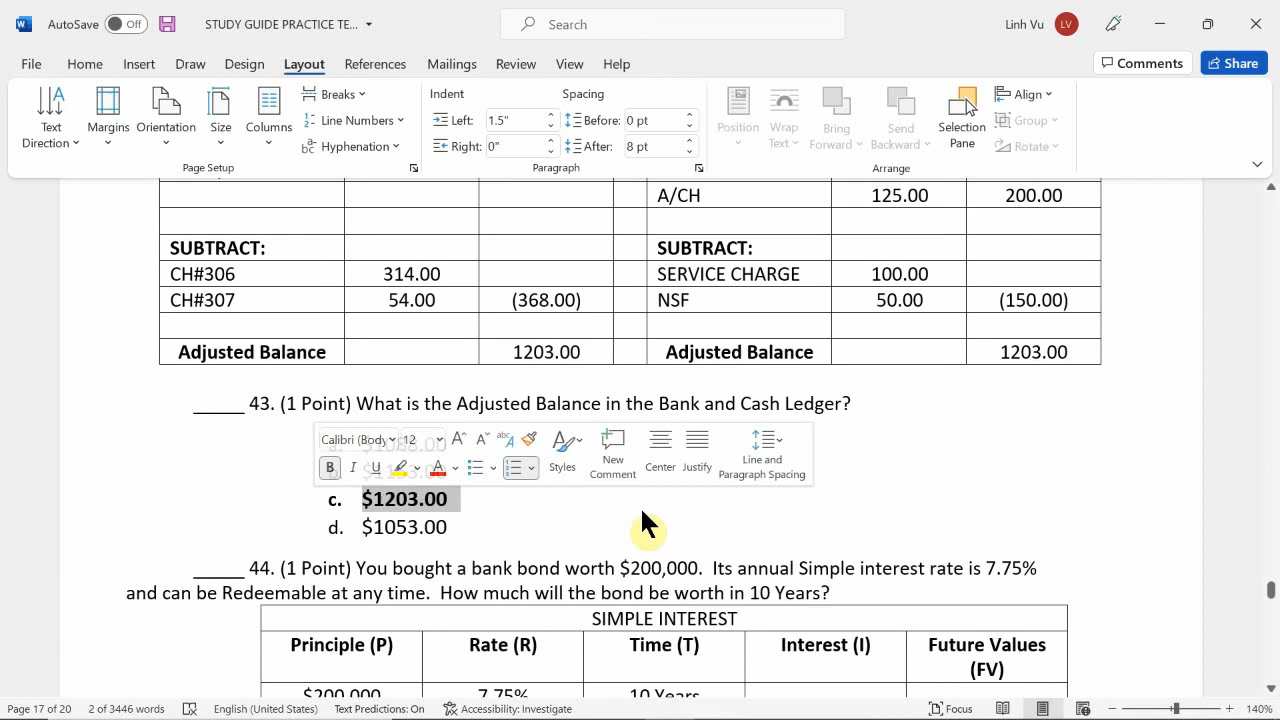 AutoSave Off STUDY GUIDE PRACTICE TE... Search Linh Vu LV
File Home Insert Draw Design Layout References Mailings Review View Help Comments Share
Text Direction Margins Orientation Size Columns Breaks Line Numbers Hyphenation
Page Setup
Indent Spacing
Left: 1.5" Before: 0 pt
Right: 0" After: 8 pt
Paragraph
Position Wrap Text Bring Forward Send Backward Selection Pane Align Group Rotate
Arrange
A/CH 125.00 200.00
SUBTRACT: SUBTRACT:
CH#306 314.00 SERVICE CHARGE 100.00
CH#307 54.00 (368.00) NSF 50.00 (150.00)
Adjusted Balance 1203.00 Adjusted Balance 1203.00
_____ 43. (1 Point) What is the Adjusted Balance in the Bank and Cash Ledger?
Calibri (Body 12
B I U A Styles New Comment Center Justify Line and Paragraph Spacing
c. $1203.00
d. $1053.00
_____ 44. (1 Point) You bought a bank bond worth $200,000. Its annual Simple interest rate is 7.75%
and can be Redeemable at any time. How much will the bond be worth in 10 Years?
SIMPLE INTEREST
Principle (P) Rate (R) Time (T) Interest (I) Future Values (FV)
$200,000 7.75% 10 Years
Page 17 of 20 2 of 3446 words English (United States) Text Predictions: On Accessibility: Investigate Focus 140%